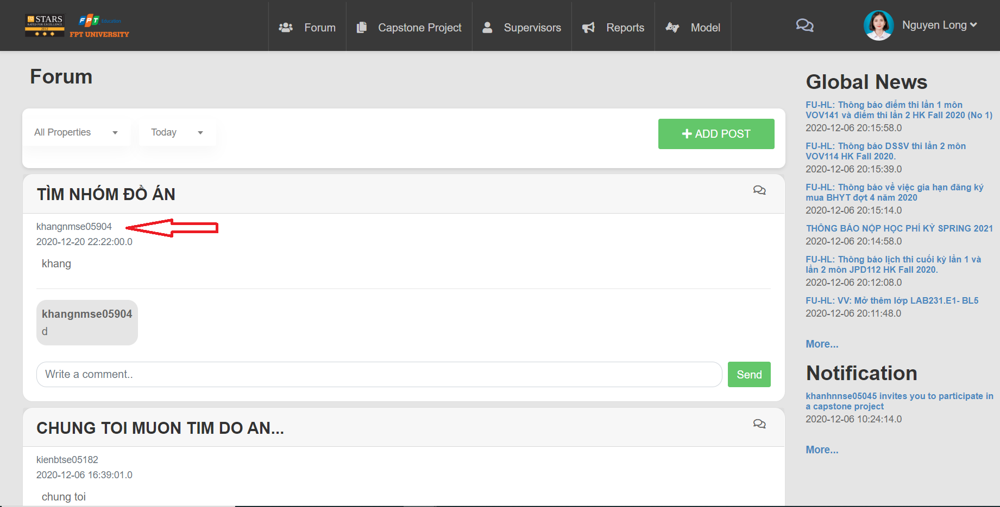 STARS
RATED FOR EXCELLENCE
2012
FPT Education
FPT UNIVERSITY
Forum
Capstone Project
Supervisors
Reports
Model
Nguyen Long
Forum
All Properties
Today
ADD POST
TÌM NHÓM ĐỒ ÁN
khangnmse05904
2020-12-20 22:22:00.0
khang
khangnmse05904
d
Write a comment..
Send
CHUNG TOI MUON TIM DO AN...
kienbtse05182
2020-12-06 16:39:01.0
chung toi
Global News
FU-HL: Thông báo điểm thi lần 1 môn
VOV141 và điểm thi lần 2 HK Fall 2020 (No 1)
2020-12-06 20:15:58.0
FU-HL: Thông báo DSSV thi lần 2 môn
VOV114 HK Fall 2020.
2020-12-06 20:15:39.0
FU-HL: Thông báo về việc gia hạn đăng ký
mua BHYT đợt 4 năm 2020
2020-12-06 20:15:14.0
THÔNG BÁO NỘP HỌC PHÍ KỲ SPRING 2021
2020-12-06 20:14:58.0
FU-HL: Thông báo lịch thi cuối kỳ lần 1 và
lần 2 môn JPD112 HK Fall 2020.
2020-12-06 20:12:08.0
FU-HL: VV: Mở thêm lớp LAB231.E1- BL5
2020-12-06 20:11:48.0
More...
Notification
khanhnnse05045 invites you to participate in
a capstone project
2020-12-06 10:24:14.0
More...